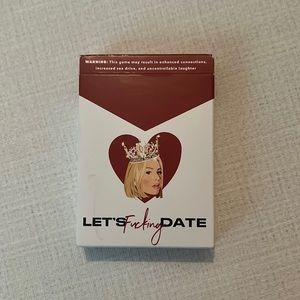 WARNING: This game may result in enhanced connections,
increased sex drive, and uncontrollable laughter
LET'S Fucking DATE